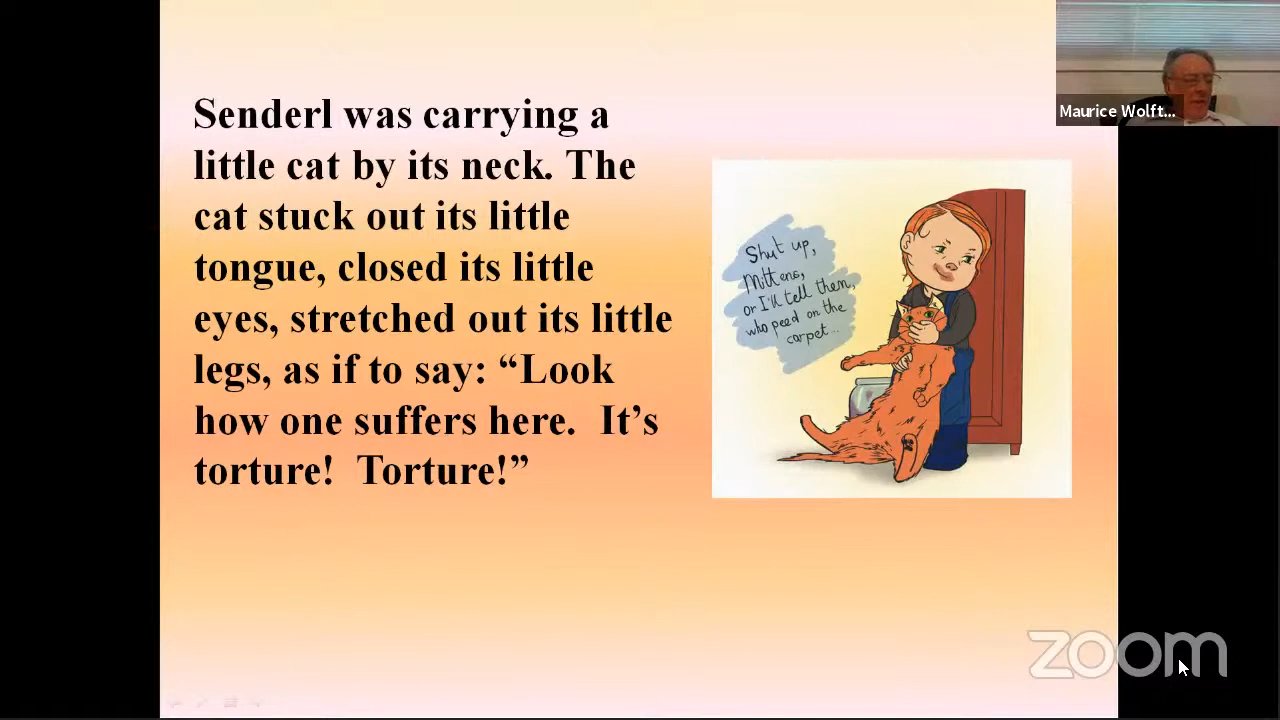 Senderl was carrying a
little cat by its neck. The
cat stuck out its little
tongue, closed its little
eyes, stretched out its little
legs, as if to say: “Look
how one suffers here.  It’s
torture!  Torture!”
Shut up,
Mittens,
or I'll tell them,
who peed on the
carpet...
Maurice Wolft...
zoom